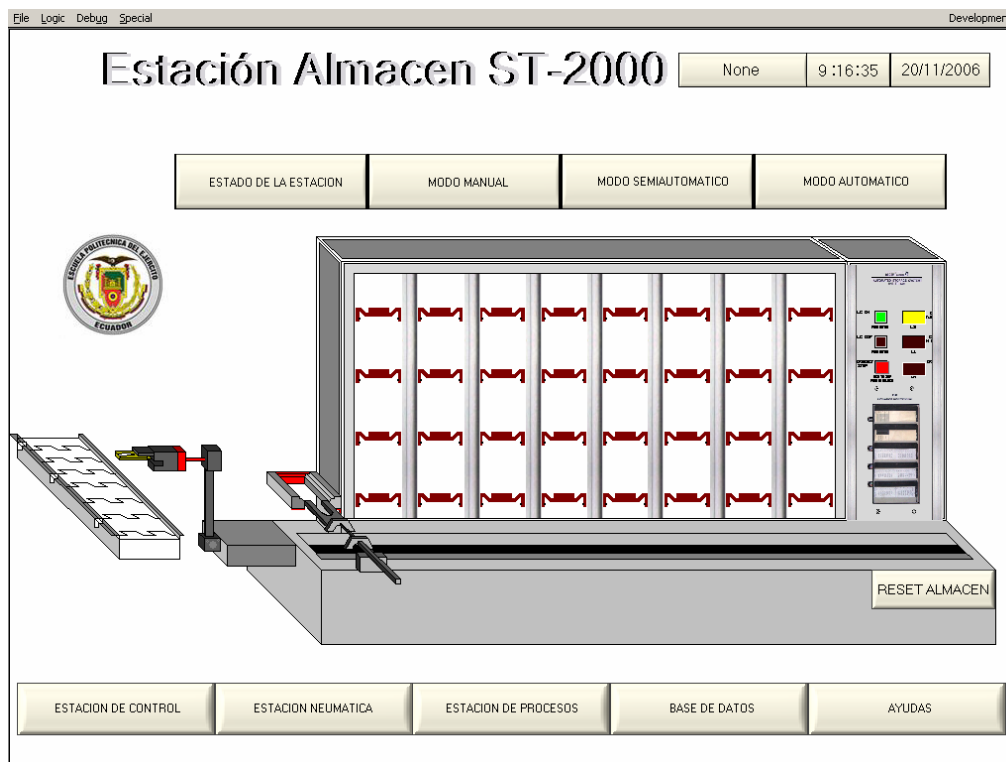 File Logic Debug Special
Developmen
Estación Almacen ST-2000
None
9:16:35
20/11/2006
ESTADO DE LA ESTACION
MODO MANUAL
MODO SEMIAUTOMATICO
MODO AUTOMATICO
ESCUELA POLITECNICA DEL EJERCITO
ECUADOR
RESET ALMACEN
ESTACION DE CONTROL
ESTACION NEUMATICA
ESTACION DE PROCESOS
BASE DE DATOS
AYUDAS